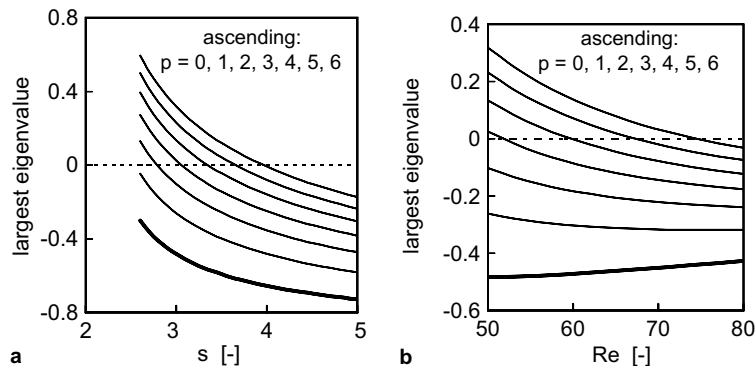 0.8
0.4
0
-0.4
-0.8
largest eigenvalue
ascending:
p = 0, 1, 2, 3, 4, 5, 6
2
3
4
5
s [-]
a
0.4
0.2
0
-0.2
-0.4
-0.6
largest eigenvalue
ascending:
p = 0, 1, 2, 3, 4, 5, 6
50
60
70
80
Re [-]
b